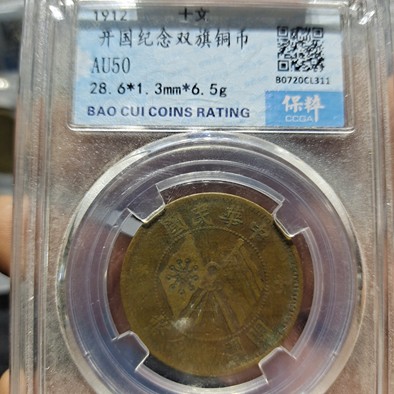 1912 十文
开国纪念双旗铜币
AU50
28.6*1.3mm*6.5g
B0720CL311
BAO CUI COINS RATING
保粹
CCGA
國民華中